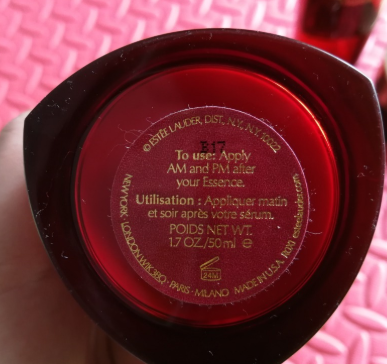 © ESTÉE LAUDER, DIST., N.Y., N.Y. 10022
B17
To use: Apply
AM and PM after
your Essence.
Utilisation : Appliquer matin
et soir après votre sérum.
POIDS NET WT.
1.7 OZ./50 ml ℮
24M
NEW YORK · LONDON · PARIS · MILANO MADE IN U.S.A. esteelauder.com